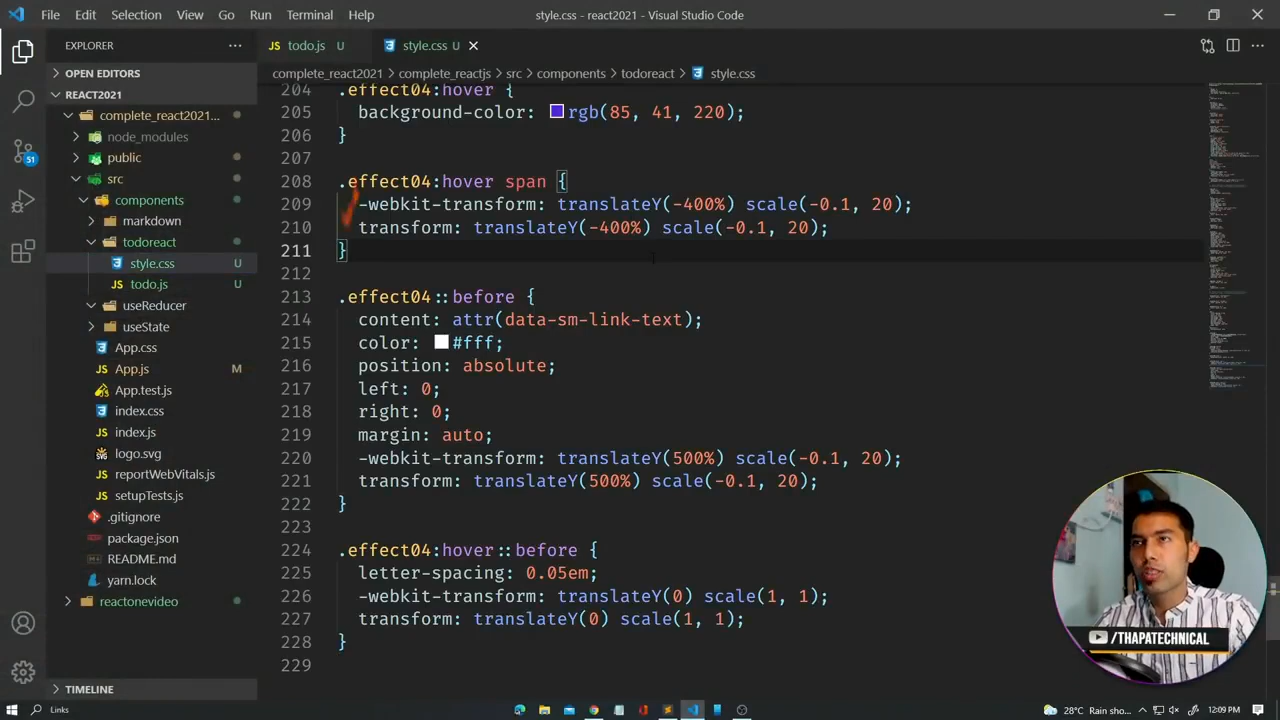 File Edit Selection View Go Run Terminal Help style.css - react2021 - Visual Studio Code
EXPLORER
OPEN EDITORS
REACT2021
complete_react2021...
node_modules
public
src
components
markdown
todoreact
style.css U
todo.js U
useReducer
useState
App.css
App.js M
App.test.js
index.css
index.js
logo.svg
reportWebVitals.js
setupTests.js
.gitignore
package.json
README.md
yarn.lock
reactonevideo
TIMELINE
51
JS todo.js U style.css U
complete_react2021 > complete_reactjs > src > components > todoreact > style.css
204 .effect04:hover {
205 background-color: rgb(85, 41, 220);
206 }
207
208 .effect04:hover span {
209 -webkit-transform: translateY(-400%) scale(-0.1, 20);
210 transform: translateY(-400%) scale(-0.1, 20);
211 }
212
213 .effect04::before {
214 content: attr(data-sm-link-text);
215 color: #fff;
216 position: absolute;
217 left: 0;
218 right: 0;
219 margin: auto;
220 -webkit-transform: translateY(500%) scale(-0.1, 20);
221 transform: translateY(500%) scale(-0.1, 20);
222 }
223
224 .effect04:hover::before {
225 letter-spacing: 0.05em;
226 -webkit-transform: translateY(0) scale(1, 1);
227 transform: translateY(0) scale(1, 1);
228 }
229
/THAPATECHNICAL
Links 28°C Rain sho... 12:09 PM